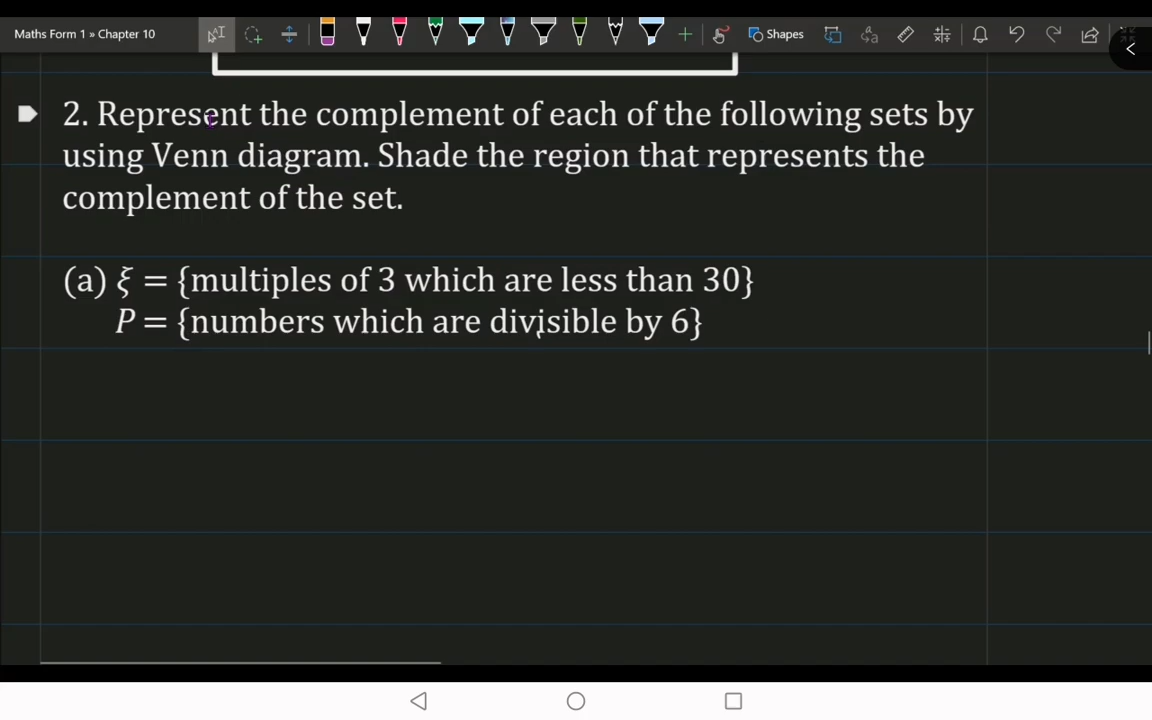 Maths Form 1 » Chapter 10
Shapes
2. Represent the complement of each of the following sets by
using Venn diagram. Shade the region that represents the
complement of the set.
(a) ξ = {multiples of 3 which are less than 30}
P = {numbers which are divisible by 6}